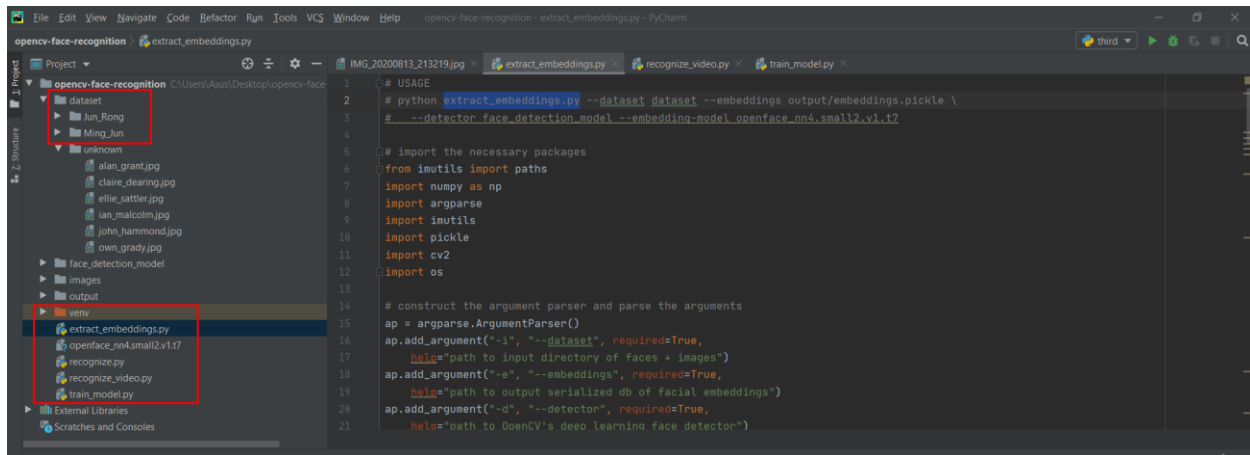 File Edit View Navigate Code Refactor Run Tools VCS Window Help opencv-face-recognition - extract_embeddings.py - PyCharm
opencv-face-recognition extract_embeddings.py third
Project IMG_20200813_213219.jpg extract_embeddings.py recognize_video.py train_model.py
1: Project
7: Structure
opencv-face-recognition C:\Users\Asus\Desktop\opencv-face-
dataset
Jun_Rong
Ming_Jun
unknown
alan_grant.jpg
claire_dearing.jpg
ellie_sattler.jpg
ian_malcolm.jpg
john_hammond.jpg
own_grady.jpg
face_detection_model
images
output
venv
extract_embeddings.py
openface_nn4.small2.v1.t7
recognize.py
recognize_video.py
train_model.py
External Libraries
Scratches and Consoles
1 # USAGE
2 # python extract_embeddings.py --dataset dataset --embeddings output/embeddings.pickle \
3 # --detector face_detection_model --embedding-model openface_nn4.small2.v1.t7
4
5 # import the necessary packages
6 from imutils import paths
7 import numpy as np
8 import argparse
9 import imutils
10 import pickle
11 import cv2
12 import os
13
14 # construct the argument parser and parse the arguments
15 ap = argparse.ArgumentParser()
16 ap.add_argument("-i", "--dataset", required=True,
17 help="path to input directory of faces + images")
18 ap.add_argument("-e", "--embeddings", required=True,
19 help="path to output serialized db of facial embeddings")
20 ap.add_argument("-d", "--detector", required=True,
21 help="path to OpenCV's deep learning face detector")